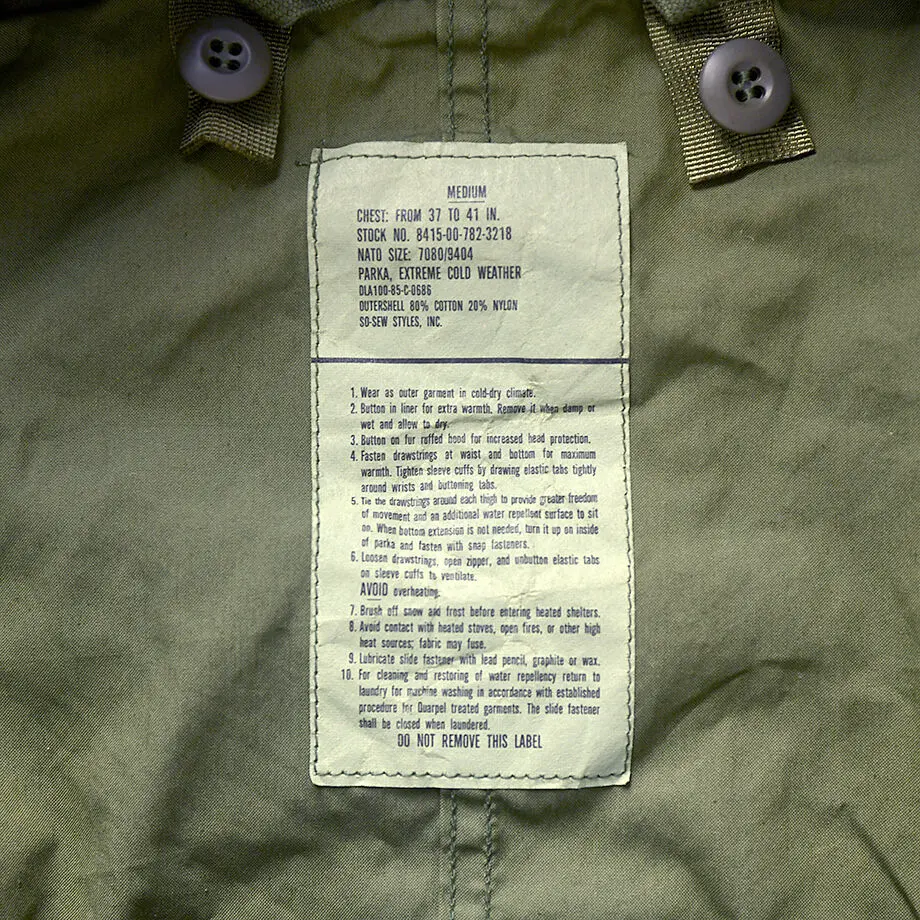 MEDIUM
CHEST: FROM 37 TO 41 IN.
STOCK NO. 8415-00-782-3218
NATO SIZE: 7080/9404
PARKA, EXTREME COLD WEATHER
DLA100-85-C-0686
OUTERSHELL 80% COTTON 20% NYLON
SO-SEW STYLES, INC.
1. Wear as outer garment in cold-dry climate.
2. Button in liner for extra warmth. Remove it when damp or
wet and allow to dry.
3. Button on fur ruffed hood for increased head protection.
4. Fasten drawstrings at waist and bottom for maximum
warmth. Tighten sleeve cuffs by drawing elastic tabs tightly
around wrists and buttoning tabs.
5. Tie the drawstrings around each thigh to provide greater freedom
of movement and an additional water repellent surface to sit
on. When bottom extension is not needed, turn it up on inside
of parka and fasten with snap fasteners.
6. Loosen drawstrings, open zipper, and unbutton elastic tabs
on sleeve cuffs to ventilate.
AVOID overheating.
7. Brush off snow and frost before entering heated shelters.
8. Avoid contact with heated stoves, open fires, or other high
heat sources; fabric may fuse.
9. Lubricate slide fastener with lead pencil, graphite or wax.
10. For cleaning and restoring of water repellency return to
laundry for machine washing in accordance with established
procedure for Quarpel treated garments. The slide fastener
shall be closed when laundered.
DO NOT REMOVE THIS LABEL